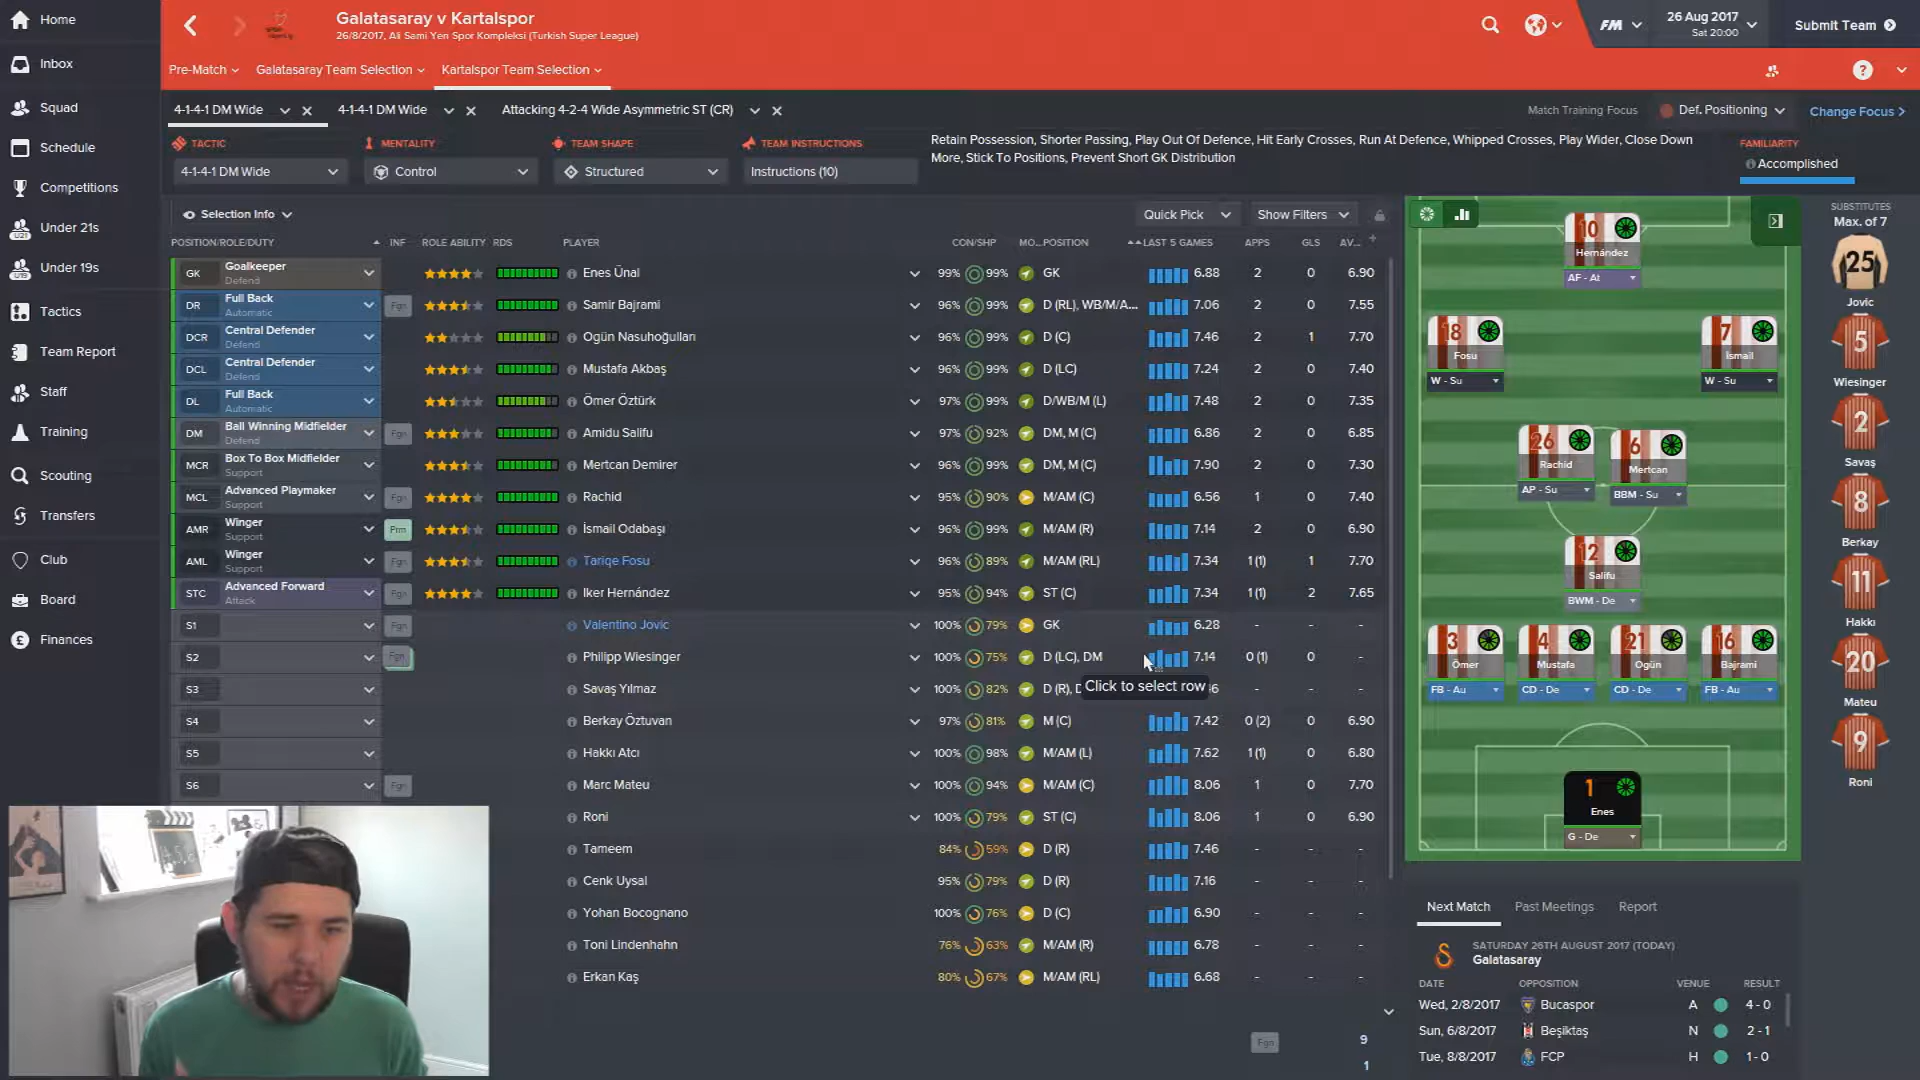 Home
Inbox
Squad
Schedule
Competitions
Under 21s
Under 19s
Tactics
Team Report
Staff
Training
Scouting
Transfers
Club
Board
Finances
Galatasaray v Kartalspor
26/8/2017, Ali Sami Yen Spor Kompleksi (Turkish Super League)
FM
26 Aug 2017
Sat 20:00
Submit Team
Pre-Match
Galatasaray Team Selection
Kartalspor Team Selection
4-1-4-1 DM Wide
4-1-4-1 DM Wide
Attacking 4-2-4 Wide Asymmetric ST (CR)
Match Training Focus
Def. Positioning
Change Focus >
TACTIC
4-1-4-1 DM Wide
MENTALITY
Control
TEAM SHAPE
Structured
TEAM INSTRUCTIONS
Instructions (10)
Retain Possession, Shorter Passing, Play Out Of Defence, Hit Early Crosses, Run At Defence, Whipped Crosses, Play Wider, Close Down
More, Stick To Positions, Prevent Short GK Distribution
FAMILIARITY
Accomplished
Selection Info
Quick Pick
Show Filters
POSITION/ROLE/DUTY INF ROLE ABILITY RDS PLAYER CON/SHP MO... POSITION LAST 5 GAMES APPS GLS AV...
GK Goalkeeper Defend Enes Ünal 99% 99% GK 6.88 2 0 6.90
DR Full Back Automatic Fgn Samir Bajrami 96% 99% D (RL), WB/M/A... 7.06 2 0 7.55
DCR Central Defender Defend Ogün Nasuhoğulları 96% 99% D (C) 7.46 2 1 7.70
DCL Central Defender Defend Mustafa Akbaş 96% 99% D (LC) 7.24 2 0 7.40
DL Full Back Automatic Ömer Öztürk 97% 99% D/WB/M (L) 7.48 2 0 7.35
DM Ball Winning Midfielder Defend Fgn Amidu Salifu 97% 92% DM, M (C) 6.86 2 0 6.85
MCR Box To Box Midfielder Support Mertcan Demirer 96% 99% DM, M (C) 7.90 2 0 7.30
MCL Advanced Playmaker Support Fgn Rachid 95% 90% M/AM (C) 6.56 1 0 7.40
AMR Winger Support Prm İsmail Odabaşı 96% 99% M/AM (R) 7.14 2 0 6.90
AML Winger Support Fgn Tariqe Fosu 96% 89% M/AM (RL) 7.34 1 (1) 1 7.70
STC Advanced Forward Attack Fgn Iker Hernández 95% 94% ST (C) 7.34 1 (1) 2 7.65
S1 Fgn Valentino Jovic 100% 79% GK 6.28 - - -
S2 Fgn Philipp Wiesinger 100% 75% D (LC), DM 7.14 0 (1) 0 -
S3 Savaş Yılmaz 100% 82% D (R), D 6 - - -
Click to select row
S4 Berkay Öztuvan 97% 81% M (C) 7.42 0 (2) 0 6.90
S5 Hakkı Atcı 100% 98% M/AM (L) 7.62 1 (1) 0 6.80
S6 Fgn Marc Mateu 100% 94% M/AM (C) 8.06 1 0 7.70
Roni 100% 79% ST (C) 8.06 1 0 6.90
Tameem 84% 59% D (R) 7.46 - - -
Cenk Uysal 95% 79% D (R) 7.16 - - -
Yohan Bocognano 100% 76% D (C) 6.90 - - -
Toni Lindenhahn 76% 63% M/AM (R) 6.78 - - -
Erkan Kaş 80% 67% M/AM (RL) 6.68 - - -
Fgn 9
1
10
Hernández
AF - At
18
Fosu
W - Su
7
İsmail
W - Su
26
Rachid
AP - Su
6
Mertcan
BBM - Su
12
Salifu
BWM - De
3
Ömer
FB - Au
4
Mustafa
CD - De
21
Ogün
CD - De
16
Bajrami
FB - Au
1
Enes
G - De
SUBSTITUTES
Max. of 7
25
Jovic
5
Wiesinger
2
Savaş
8
Berkay
11
Hakkı
20
Mateu
9
Roni
Next Match
Past Meetings
Report
SATURDAY 26TH AUGUST 2017 (TODAY)
Galatasaray
DATE OPPOSITION VENUE RESULT
Wed, 2/8/2017 Bucaspor A 4 - 0
Sun, 6/8/2017 Beşiktaş N 2 - 1
Tue, 8/8/2017 FCP H 1 - 0